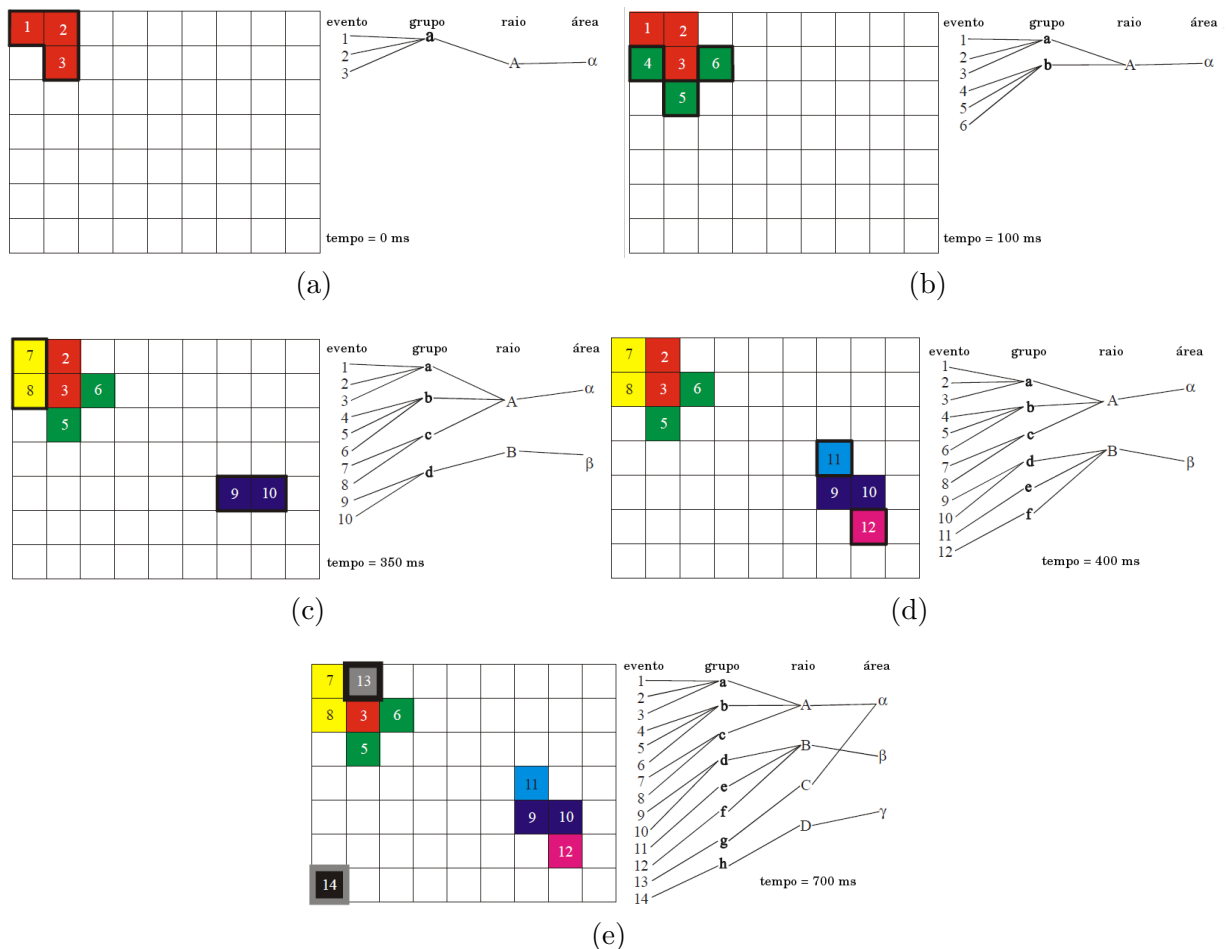 evento grupo raio área
1 2 3
1 2 3
a
A α
tempo = 0 ms
(a)
evento grupo raio área
1 2
4 3 6
5
1 2 3 4 5 6
a b
A α
tempo = 100 ms
(b)
evento grupo raio área
7 2
8 3 6
5
9 10
1 2 3 4 5 6 7 8 9 10
a b c d
A B
α β
tempo = 350 ms
(c)
evento grupo raio área
7 2
8 3 6
5
11
9 10
12
1 2 3 4 5 6 7 8 9 10 11 12
a b c d e f
A B
α β
tempo = 400 ms
(d)
evento grupo raio área
7 13
8 3 6
5
11
9 10
12
14
1 2 3 4 5 6 7 8 9 10 11 12 13 14
a b c d e f g h
A B C D
α β γ
tempo = 700 ms
(e)